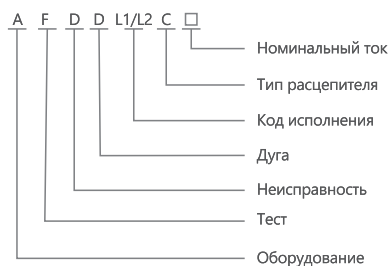 A F D D L1/L2 C □
Номинальный ток
Тип расцепителя
Код исполнения
Дуга
Неисправность
Тест
Оборудование